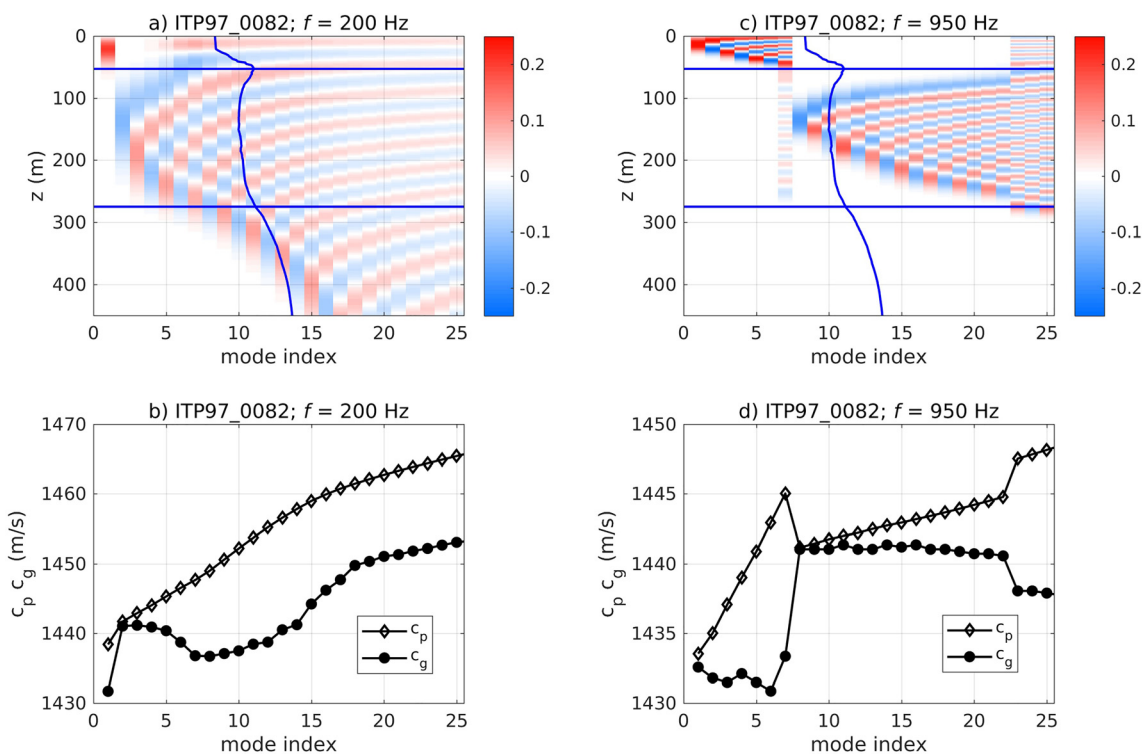 a) ITP97_0082; f = 200 Hz
0
100
200
300
400
z (m)
0 5 10 15 20 25
mode index
0.2
0.1
0
-0.1
-0.2
c) ITP97_0082; f = 950 Hz
0
100
200
300
400
z (m)
0 5 10 15 20 25
mode index
0.2
0.1
0
-0.1
-0.2
b) ITP97_0082; f = 200 Hz
1470
1460
1450
1440
1430
c_p c_g (m/s)
0 5 10 15 20 25
mode index
c_p
c_g
d) ITP97_0082; f = 950 Hz
1450
1445
1440
1435
1430
c_p c_g (m/s)
0 5 10 15 20 25
mode index
c_p
c_g